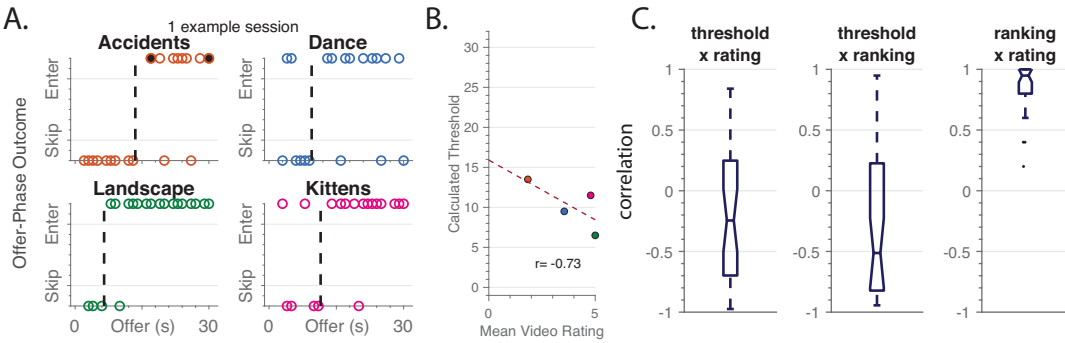 A.
1 example session
Accidents
Dance
Enter
Skip
Landscape
Kittens
Enter
Skip
Offer-Phase Outcome
0
Offer (s)
30
0
Offer (s)
30
B.
Calculated Threshold
30
25
20
15
10
5
0
r= -0.73
0
5
Mean Video Rating
C.
correlation
threshold
x rating
1
0.5
0
-0.5
-1
threshold
x ranking
1
0.5
0
-0.5
-1
ranking
x rating
1
0.5
0
-0.5
-1